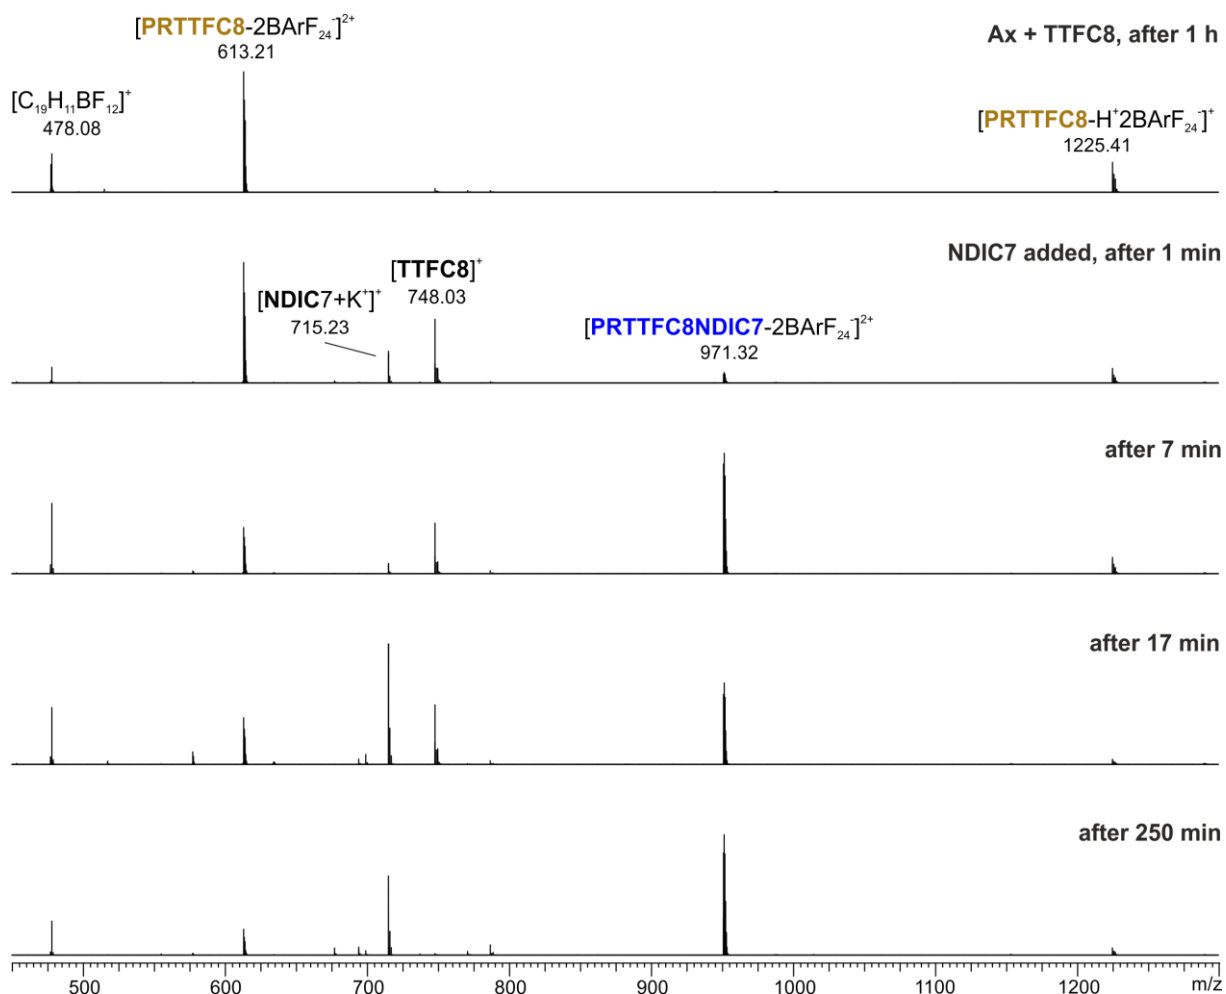 [PRTTFC8-2BArF₂₄⁻]²⁺
613.21
Ax + TTFC8, after 1 h
[C₁₉H₁₁BF₁₂]⁺
478.08
[PRTTFC8-H⁺2BArF₂₄⁻]⁺
1225.41
NDIC7 added, after 1 min
[TTFC8]⁺
748.03
[NDIC7+K⁺]⁺
715.23
[PRTTFC8NDIC7-2BArF₂₄⁻]²⁺
971.32
after 7 min
after 17 min
after 250 min
500 600 700 800 900 1000 1100 1200 m/z